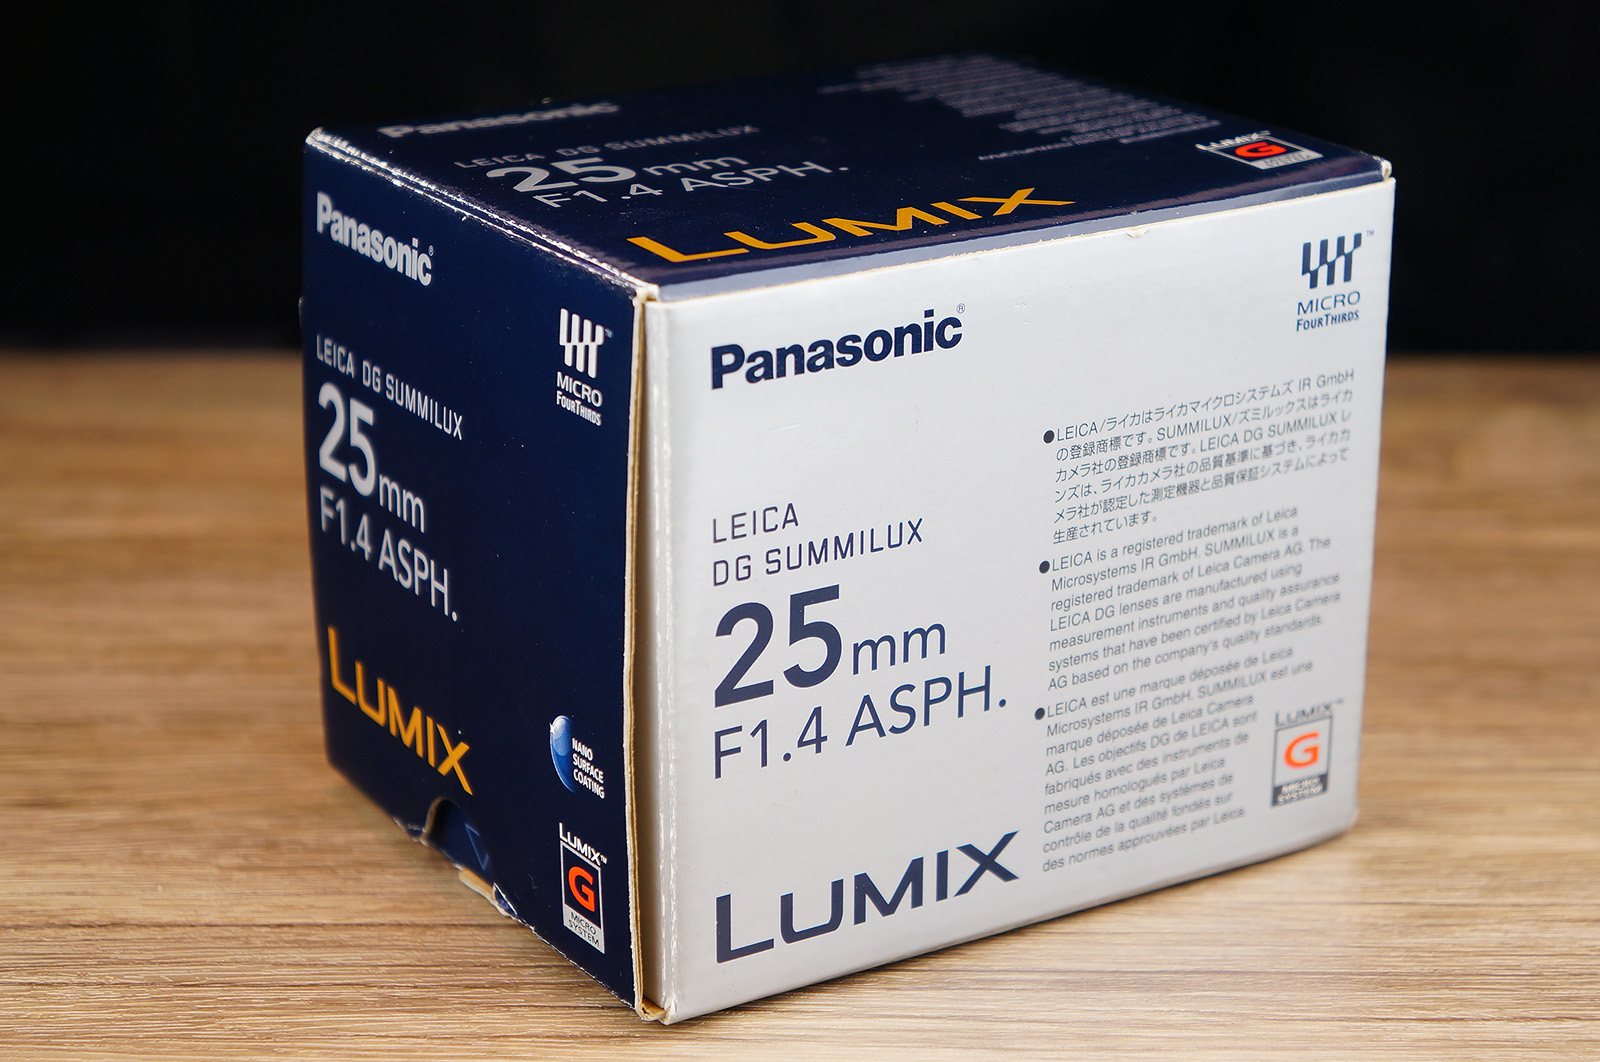 Panasonic
LEICA DG SUMMILUX
25mm
F1.4 ASPH.
LUMIX
LUMIX
G
Panasonic®
LEICA DG SUMMILUX
25mm
F1.4 ASPH.
LUMIX
MICRO
FOURTHIRDS
NANO
SURFACE
COATING
LUMIX™
G
MICRO
SYSTEM
Panasonic®
LEICA
DG SUMMILUX
25mm
F1.4 ASPH.
LUMIX
MICRO
FOURTHIRDS
●LEICA/ライカはライカマイクロシステムズ IR GmbH
の登録商標です。SUMMILUX/ズミルックスはライカ
カメラ社の登録商標です。LEICA DG SUMMILUX レ
ンズは、ライカカメラ社の品質基準に基づき、ライカカ
メラ社が認定した測定機器と品質保証システムによって
生産されています。
●LEICA is a registered trademark of Leica
Microsystems IR GmbH. SUMMILUX is a
registered trademark of Leica Camera AG. The
LEICA DG lenses are manufactured using
measurement instruments and quality assurance
systems that have been certified by Leica Camera
AG based on the company's quality standards.
●LEICA est une marque déposée de Leica
Microsystems IR GmbH. SUMMILUX est une
marque déposée de Leica Camera
AG. Les objectifs DG de LEICA sont
fabriqués avec des instruments de
mesure homologués par Leica
Camera AG et des systèmes de
contrôle de la qualité fondés sur
des normes approuvées par Leica.
LUMIX™
G
MICRO
SYSTEM